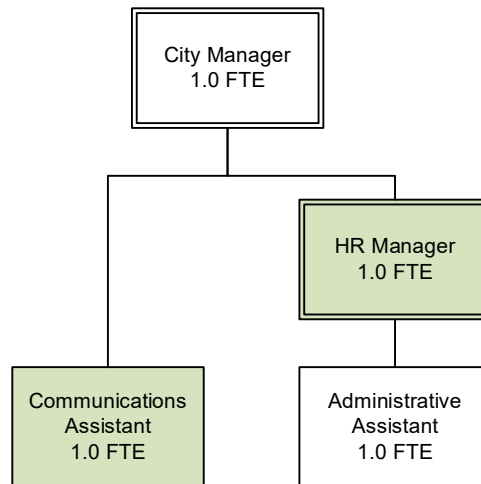 City Manager
1.0 FTE
HR Manager
1.0 FTE
Communications
Assistant
1.0 FTE
Administrative
Assistant
1.0 FTE